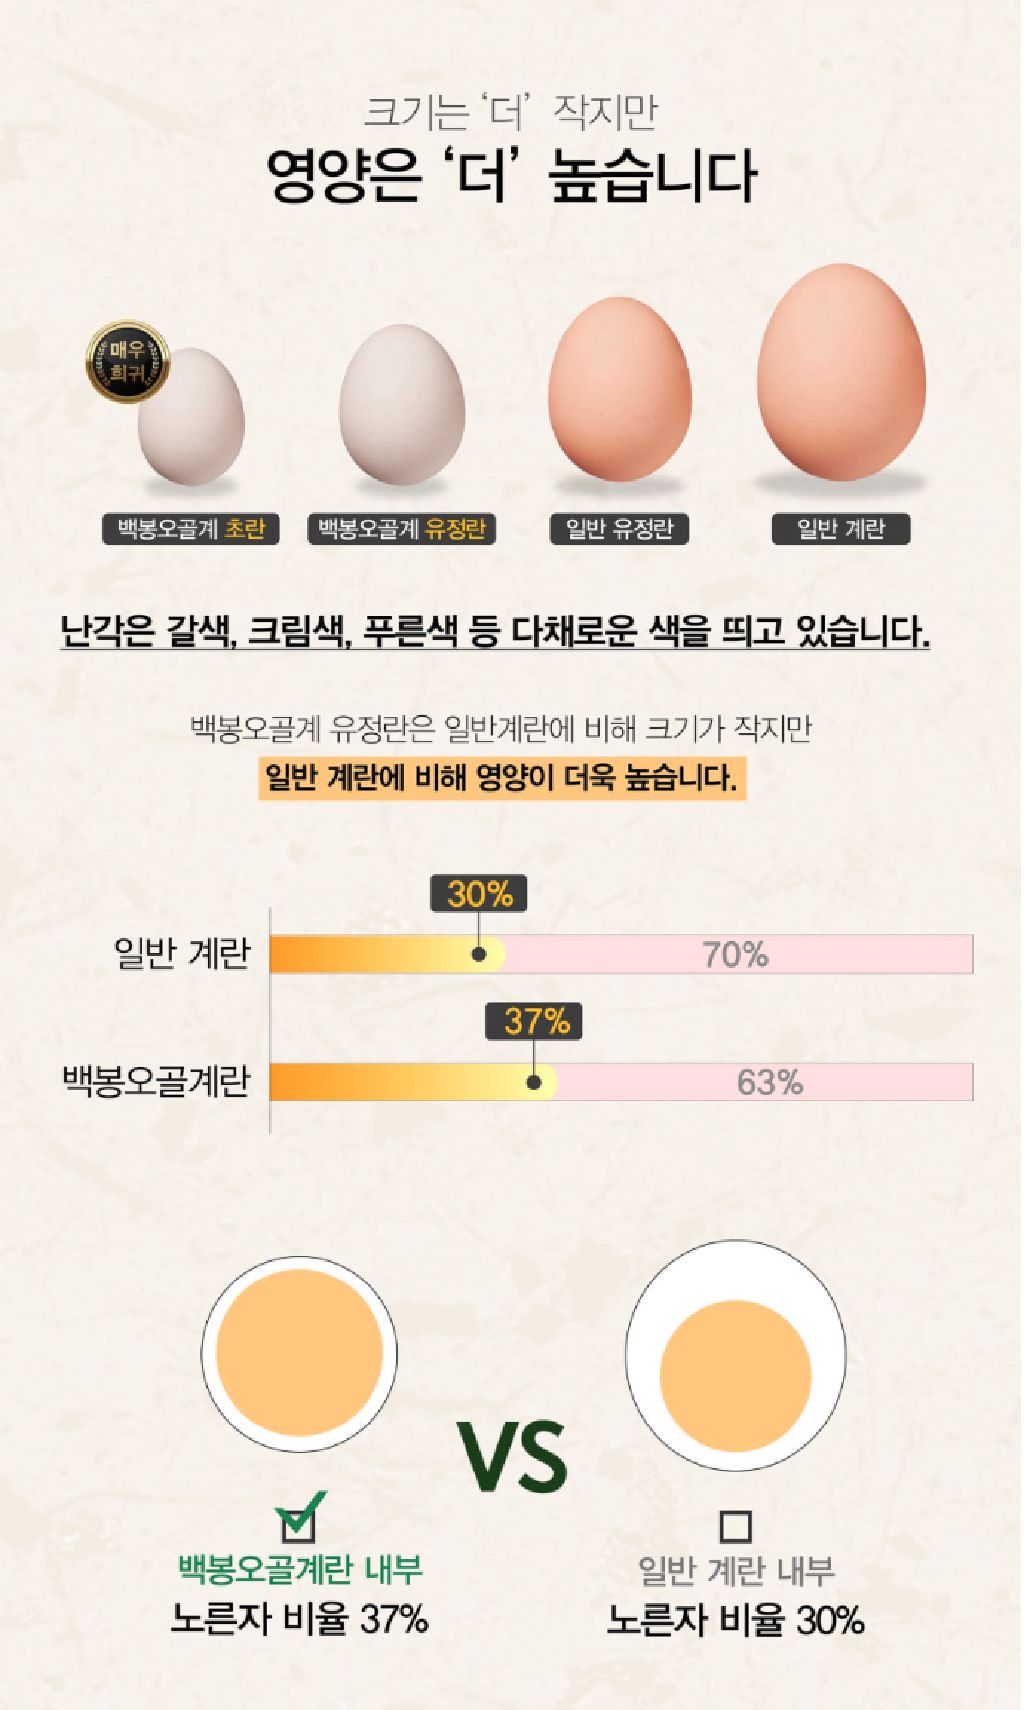 크기는 ‘더’ 작지만
영양은 ‘더’ 높습니다
매우
희귀
백봉오골계 초란
백봉오골계 유정란
일반 유정란
일반 계란
난각은 갈색, 크림색, 푸른색 등 다채로운 색을 띄고 있습니다.
백봉오골계 유정란은 일반계란에 비해 크기가 작지만
일반 계란에 비해 영양이 더욱 높습니다.
30%
일반 계란
70%
37%
백봉오골계란
63%
VS
백봉오골계란 내부
노른자 비율 37%
일반 계란 내부
노른자 비율 30%